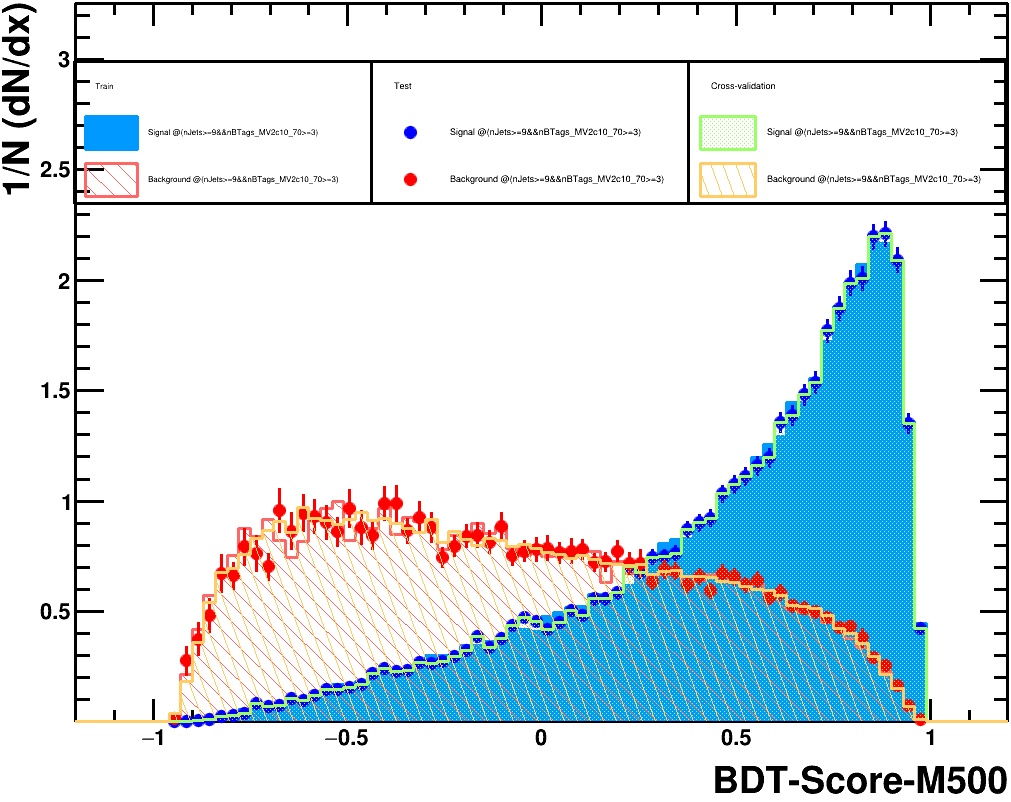 1/N (dN/dx)
3
2.5
2
1.5
1
0.5
Train
Signal @(nJets>=9&&nBTags_MV2c10_70>=3)
Background @(nJets>=9&&nBTags_MV2c10_70>=3)
Test
Signal @(nJets>=9&&nBTags_MV2c10_70>=3)
Background @(nJets>=9&&nBTags_MV2c10_70>=3)
Cross-validation
Signal @(nJets>=9&&nBTags_MV2c10_70>=3)
Background @(nJets>=9&&nBTags_MV2c10_70>=3)
−1 −0.5 0 0.5 1
BDT-Score-M500